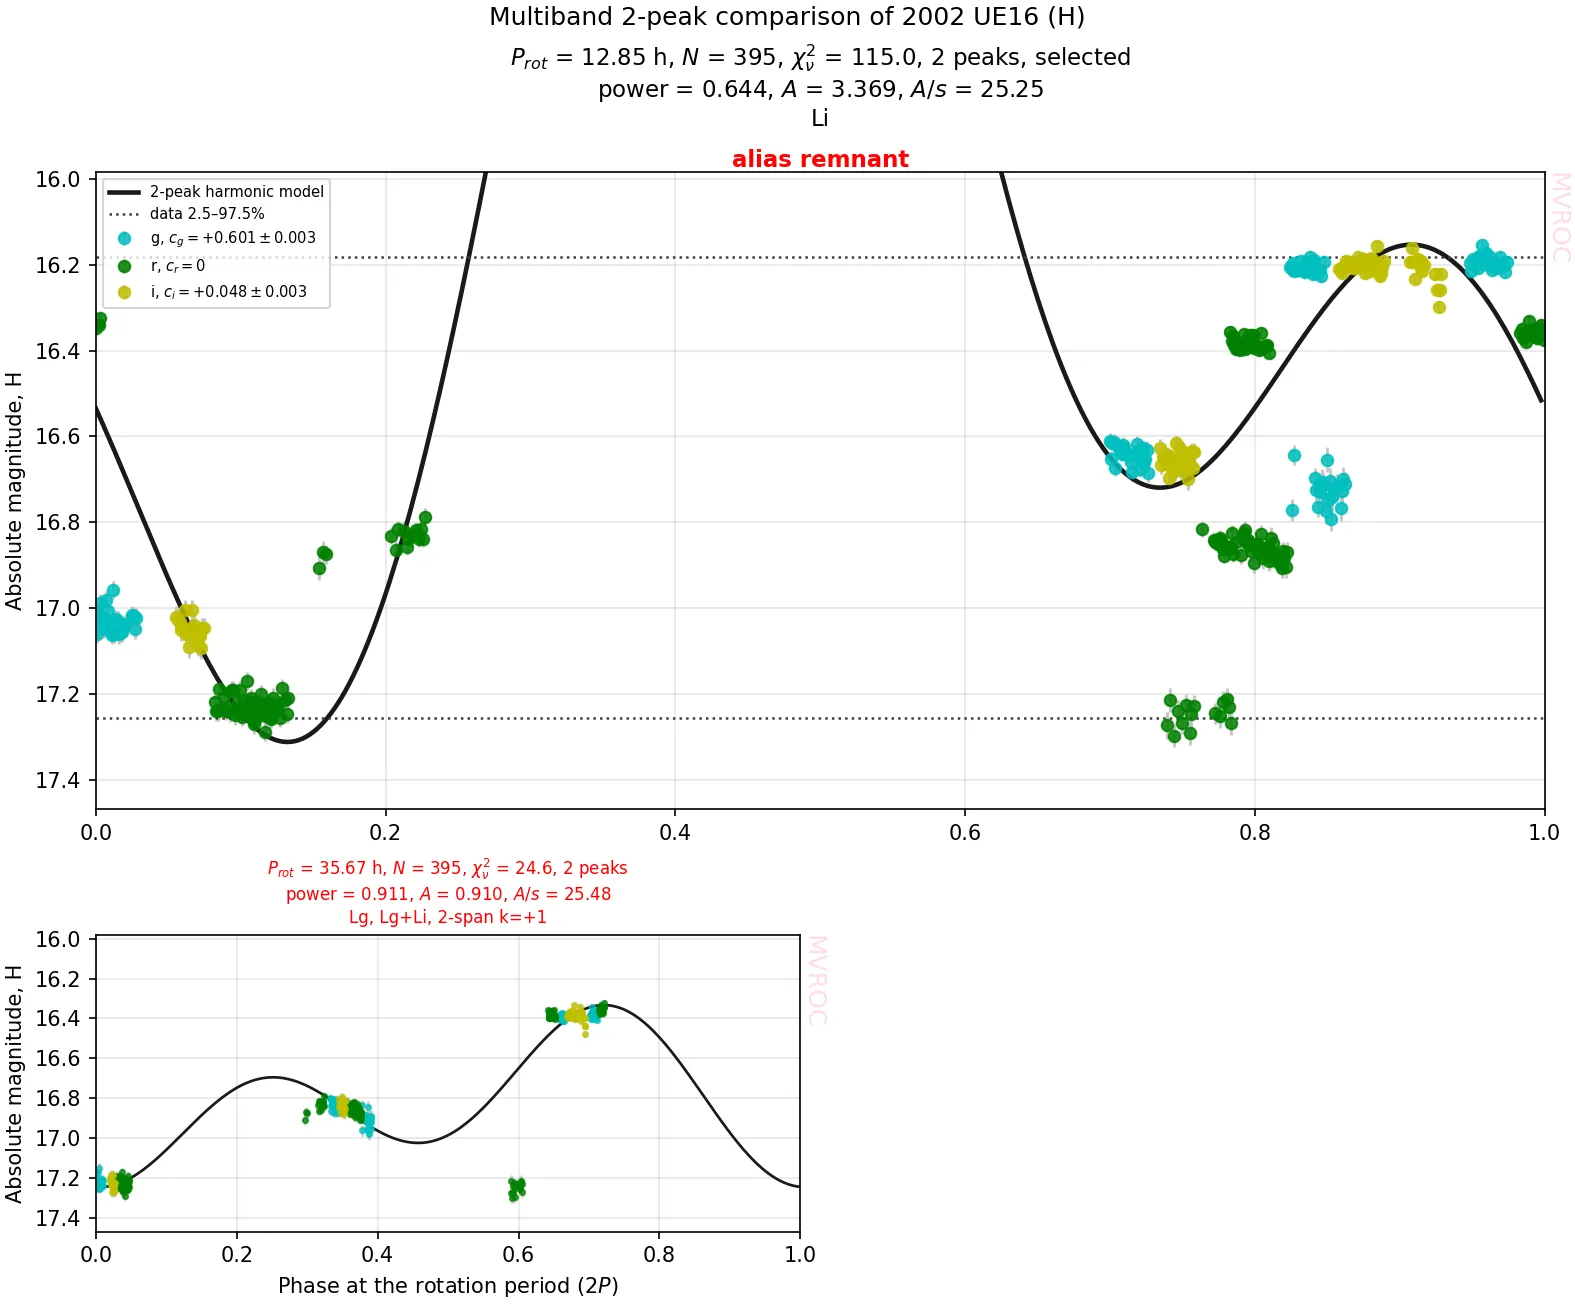 Multiband 2-peak comparison of 2002 UE16 (H)
P_rot = 12.85 h, N = 395, χ²_ν = 115.0, 2 peaks, selected
power = 0.644, A = 3.369, A/s = 25.25
Li
alias remnant
2-peak harmonic model
data 2.5–97.5%
g, c_g = +0.601 ± 0.003
r, c_r = 0
i, c_i = +0.048 ± 0.003
MVROC
Absolute magnitude, H
16.0
16.2
16.4
16.6
16.8
17.0
17.2
17.4
0.0 0.2 0.4 0.6 0.8 1.0
P_rot = 35.67 h, N = 395, χ²_ν = 24.6, 2 peaks
power = 0.911, A = 0.910, A/s = 25.48
Lg, Lg+Li, 2-span k=+1
MVROC
Absolute magnitude, H
16.0
16.2
16.4
16.6
16.8
17.0
17.2
17.4
0.0 0.2 0.4 0.6 0.8 1.0
Phase at the rotation period (2P)